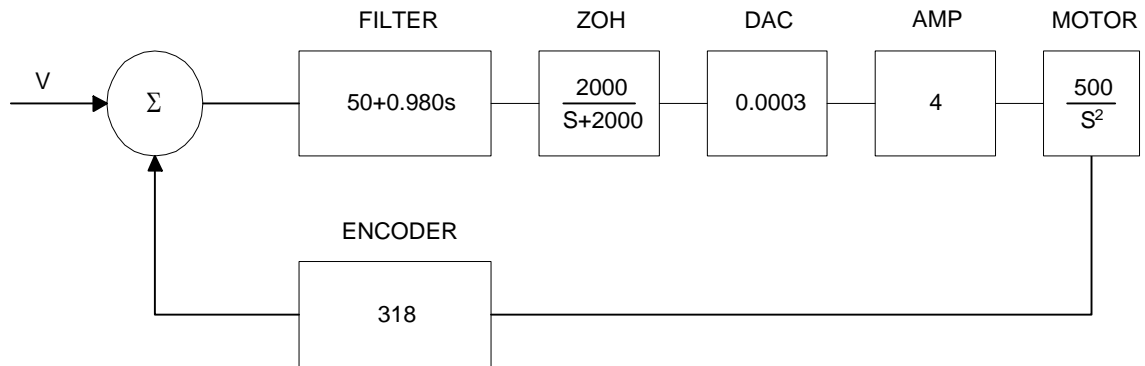 FILTER ZOH DAC AMP MOTOR
V
Σ
50+0.980s
2000
S+2000
0.0003
4
500
S²
ENCODER
318